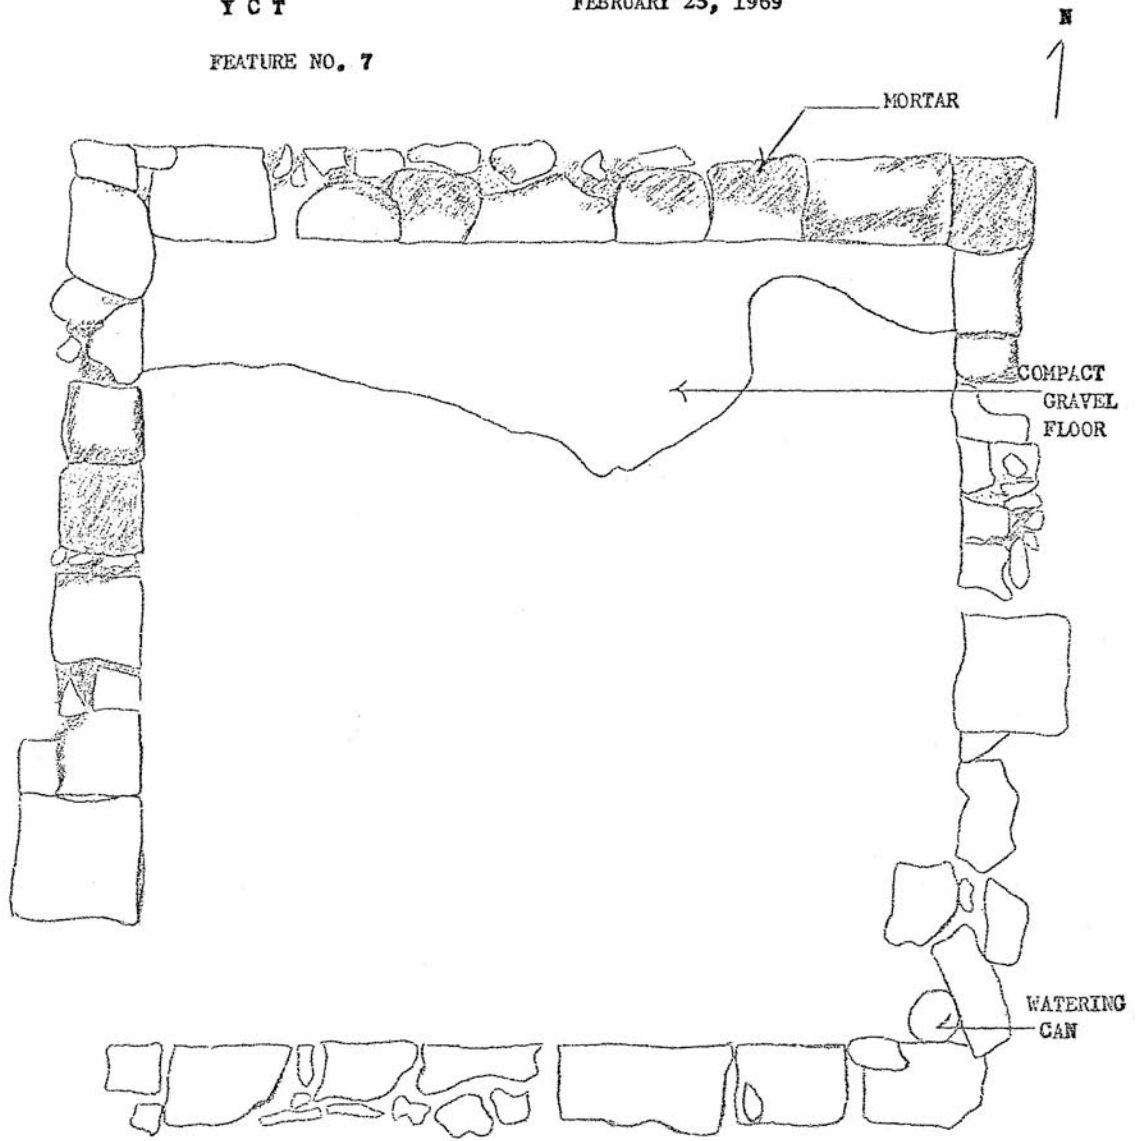 Y C T
FEBRUARY 25, 1969
N
FEATURE NO. 7
MORTAR
COMPACT
GRAVEL
FLOOR
WATERING
CAN